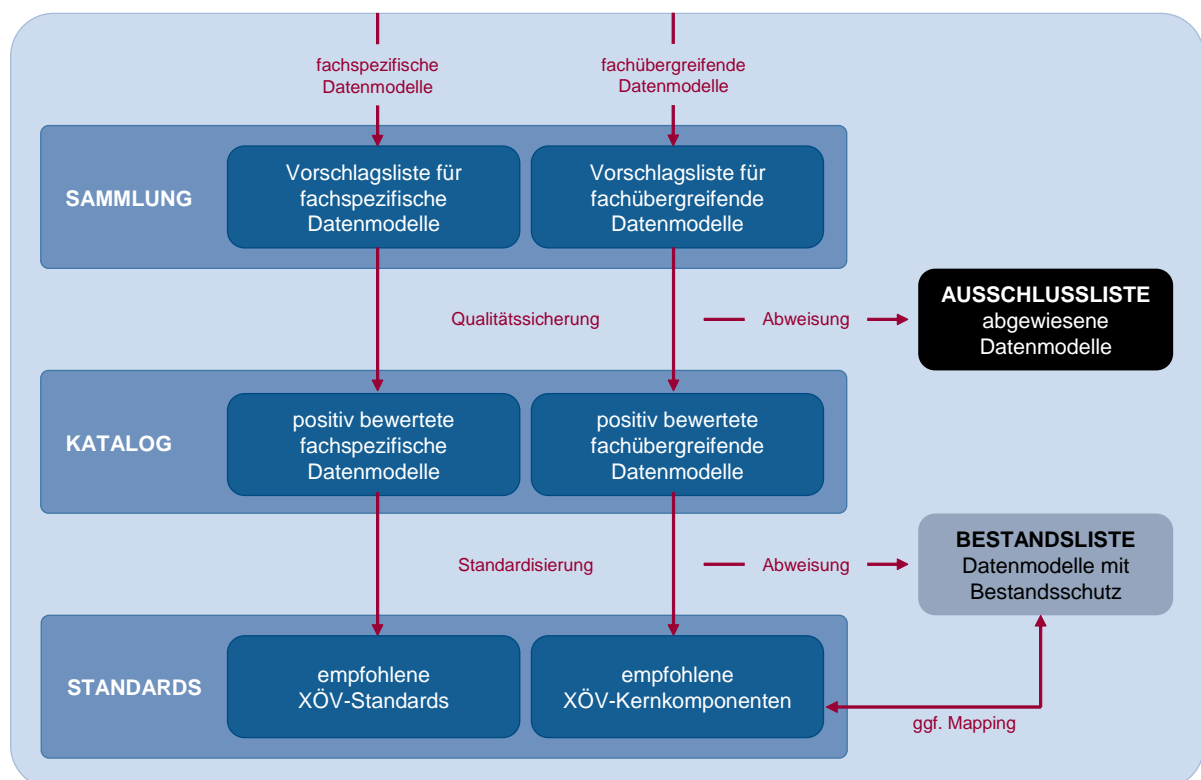 fachspezifische
Datenmodelle
fachübergreifende
Datenmodelle
SAMMLUNG
Vorschlagsliste für
fachspezifische
Datenmodelle
Vorschlagsliste für
fachübergreifende
Datenmodelle
Qualitätssicherung
Abweisung
AUSSCHLUSSLISTE
abgewiesene
Datenmodelle
KATALOG
positiv bewertete
fachspezifische
Datenmodelle
positiv bewertete
fachübergreifende
Datenmodelle
Standardisierung
Abweisung
BESTANDSLISTE
Datenmodelle mit
Bestandsschutz
STANDARDS
empfohlene
XÖV-Standards
empfohlene
XÖV-Kernkomponenten
ggf. Mapping